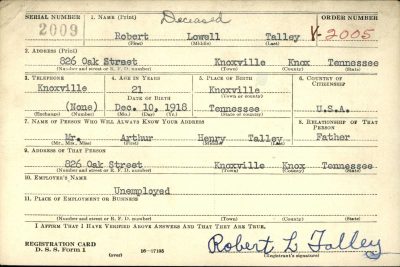 SERIAL NUMBER 1. NAME (Print) Deceased ORDER NUMBER
2009 Robert Lowell Talley V-2005
(First) (Middle) (Last)
2. ADDRESS (Print)
826 Oak Street Knoxville Knox Tennessee
(Number and street or R. F. D. number) (Town) (County) (State)
3. TELEPHONE 4. AGE IN YEARS 5. PLACE OF BIRTH 6. COUNTRY OF CITIZENSHIP
Knoxville 21 Knoxville
DATE OF BIRTH (Town or county)
(None) Dec. 10, 1918 Tennessee U.S.A.
(Exchange) (Number) (Mo.) (Day) (Yr.) (State or country)
7. NAME OF PERSON WHO WILL ALWAYS KNOW YOUR ADDRESS 8. RELATIONSHIP OF THAT PERSON
Mr. Arthur Henry Talley Father
(Mr., Mrs., Miss) (First) (Middle) (Last)
9. ADDRESS OF THAT PERSON
826 Oak Street Knoxville Knox Tennessee
(Number and street or R. F. D. number) (Town) (County) (State)
10. EMPLOYER'S NAME
Unemployed
11. PLACE OF EMPLOYMENT OR BUSINESS
(Number and street or R. F. D. number) (Town) (County) (State)
I AFFIRM THAT I HAVE VERIFIED ABOVE ANSWERS AND THAT THEY ARE TRUE.
REGISTRATION CARD
D. S. S. Form 1 (over) 16-17105 Robert L Talley
(Registrant's signature)